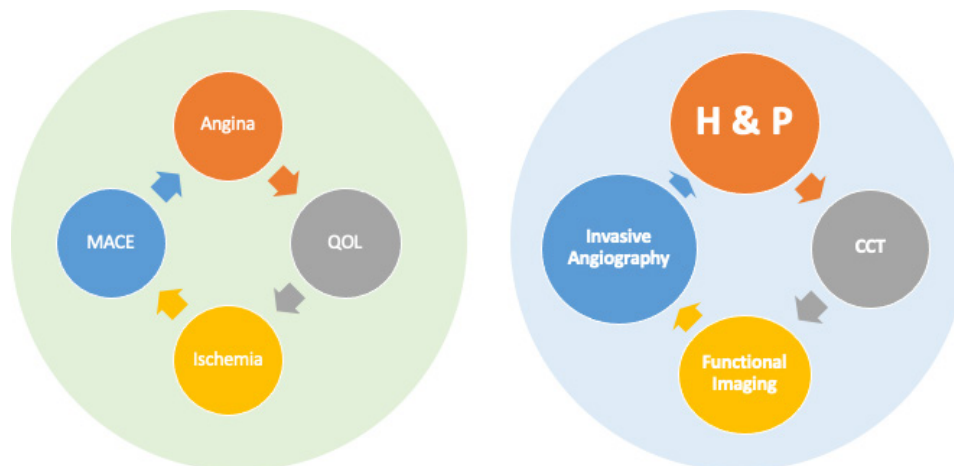 Angina
QOL
Ischemia
MACE
H & P
CCT
Functional
Imaging
Invasive
Angiography